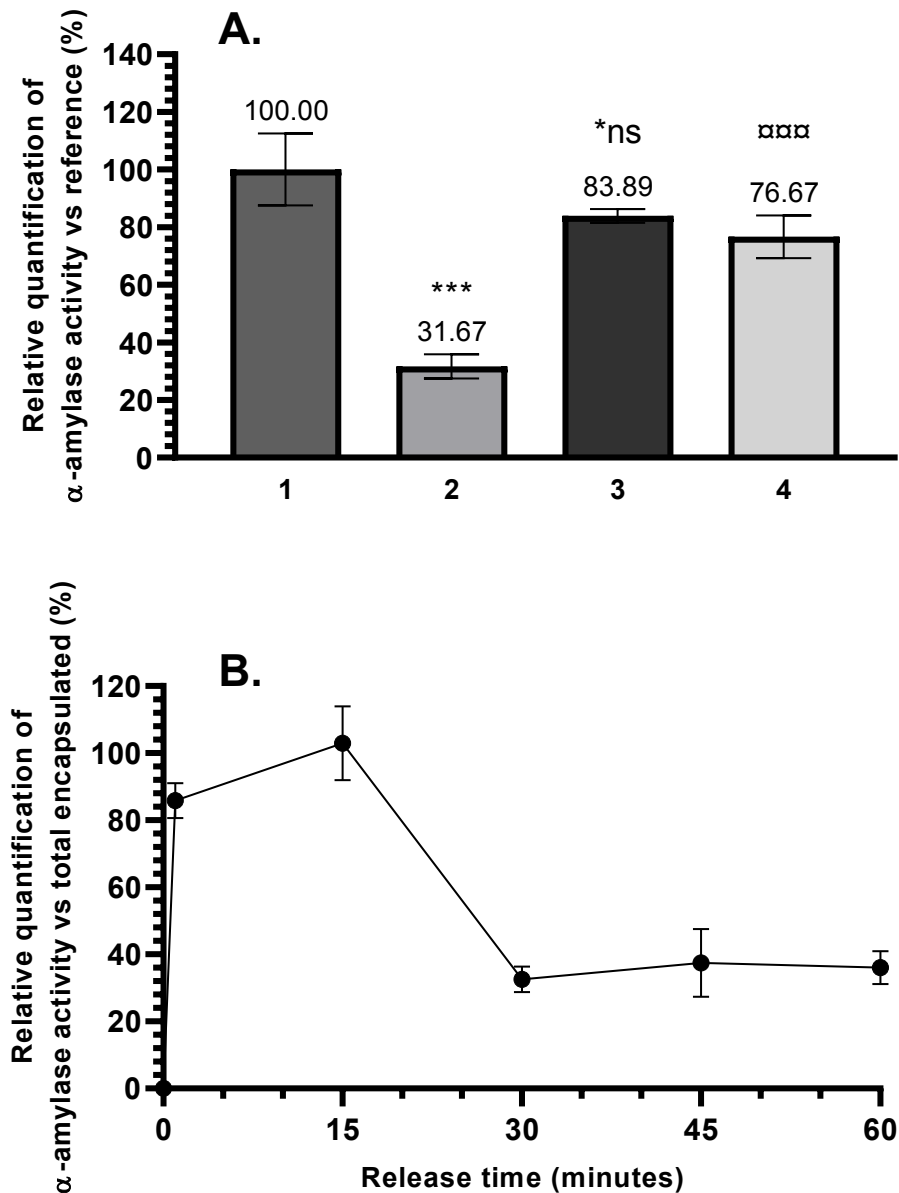 A.
Relative quantification of
α-amylase activity vs reference (%)
140
120
100
80
60
40
20
0
100.00
***
31.67
*ns
83.89
¤¤¤
76.67
1 2 3 4
B.
Relative quantification of
α-amylase activity vs total encapsulated (%)
120
100
80
60
40
20
0
0 15 30 45 60
Release time (minutes)